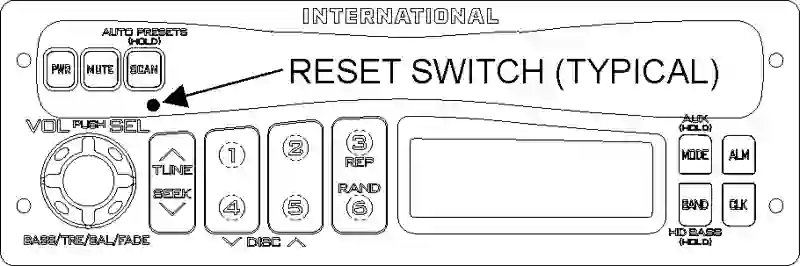 INTERNATIONAL
AUTO PRESETS
(HOLD)
PWR
MUTE
SCAN
RESET SWITCH (TYPICAL)
VOL PUSH SEL
TUNE
SEEK
1
2
3
REP
RAND
4
5
6
DISC
BASS/TRE/BAL/FADE
AUX
(HOLD)
MODE
ALM
BAND
CLK
HD BASS
(HOLD)